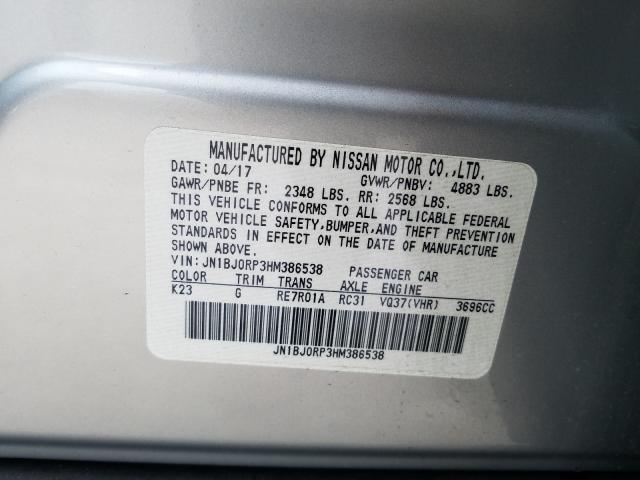 MANUFACTURED BY NISSAN MOTOR CO.,LTD.
DATE: 04/17 GVWR/PNBV: 4883 LBS.
GAWR/PNBE FR: 2348 LBS. RR: 2568 LBS.
THIS VEHICLE CONFORMS TO ALL APPLICABLE FEDERAL
MOTOR VEHICLE SAFETY,BUMPER,AND THEFT PREVENTION
STANDARDS IN EFFECT ON THE DATE OF MANUFACTURE
SHOWN ABOVE.
VIN: JN1BJ0RP3HM386538 PASSENGER CAR
COLOR TRIM TRANS AXLE ENGINE
K23 G RE7R01A RC31 VQ37(VHR) 3696CC
JN1BJ0RP3HM386538